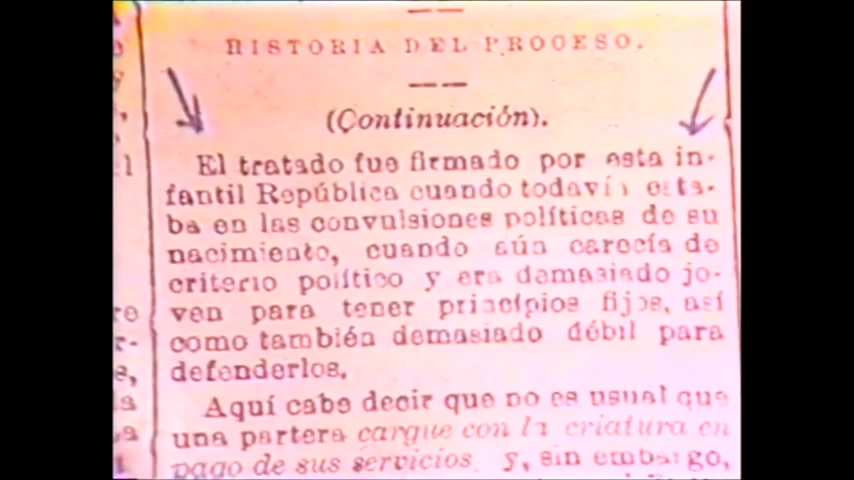 HISTORIA DEL PROCESO.
(Continuación).
El tratado fue firmado por esta in-
fantil República cuando todavía esta-
ba en las convulsiones políticas de su
nacimiento, cuando aún carecía de
criterio político y era demasiado jo-
ven para tener principios fijos, así
como también demasiado débil para
defenderlos.
Aquí cabe decir que no es usual que
una partera cargue con la criatura en
pago de sus servicios y, sin embargo,